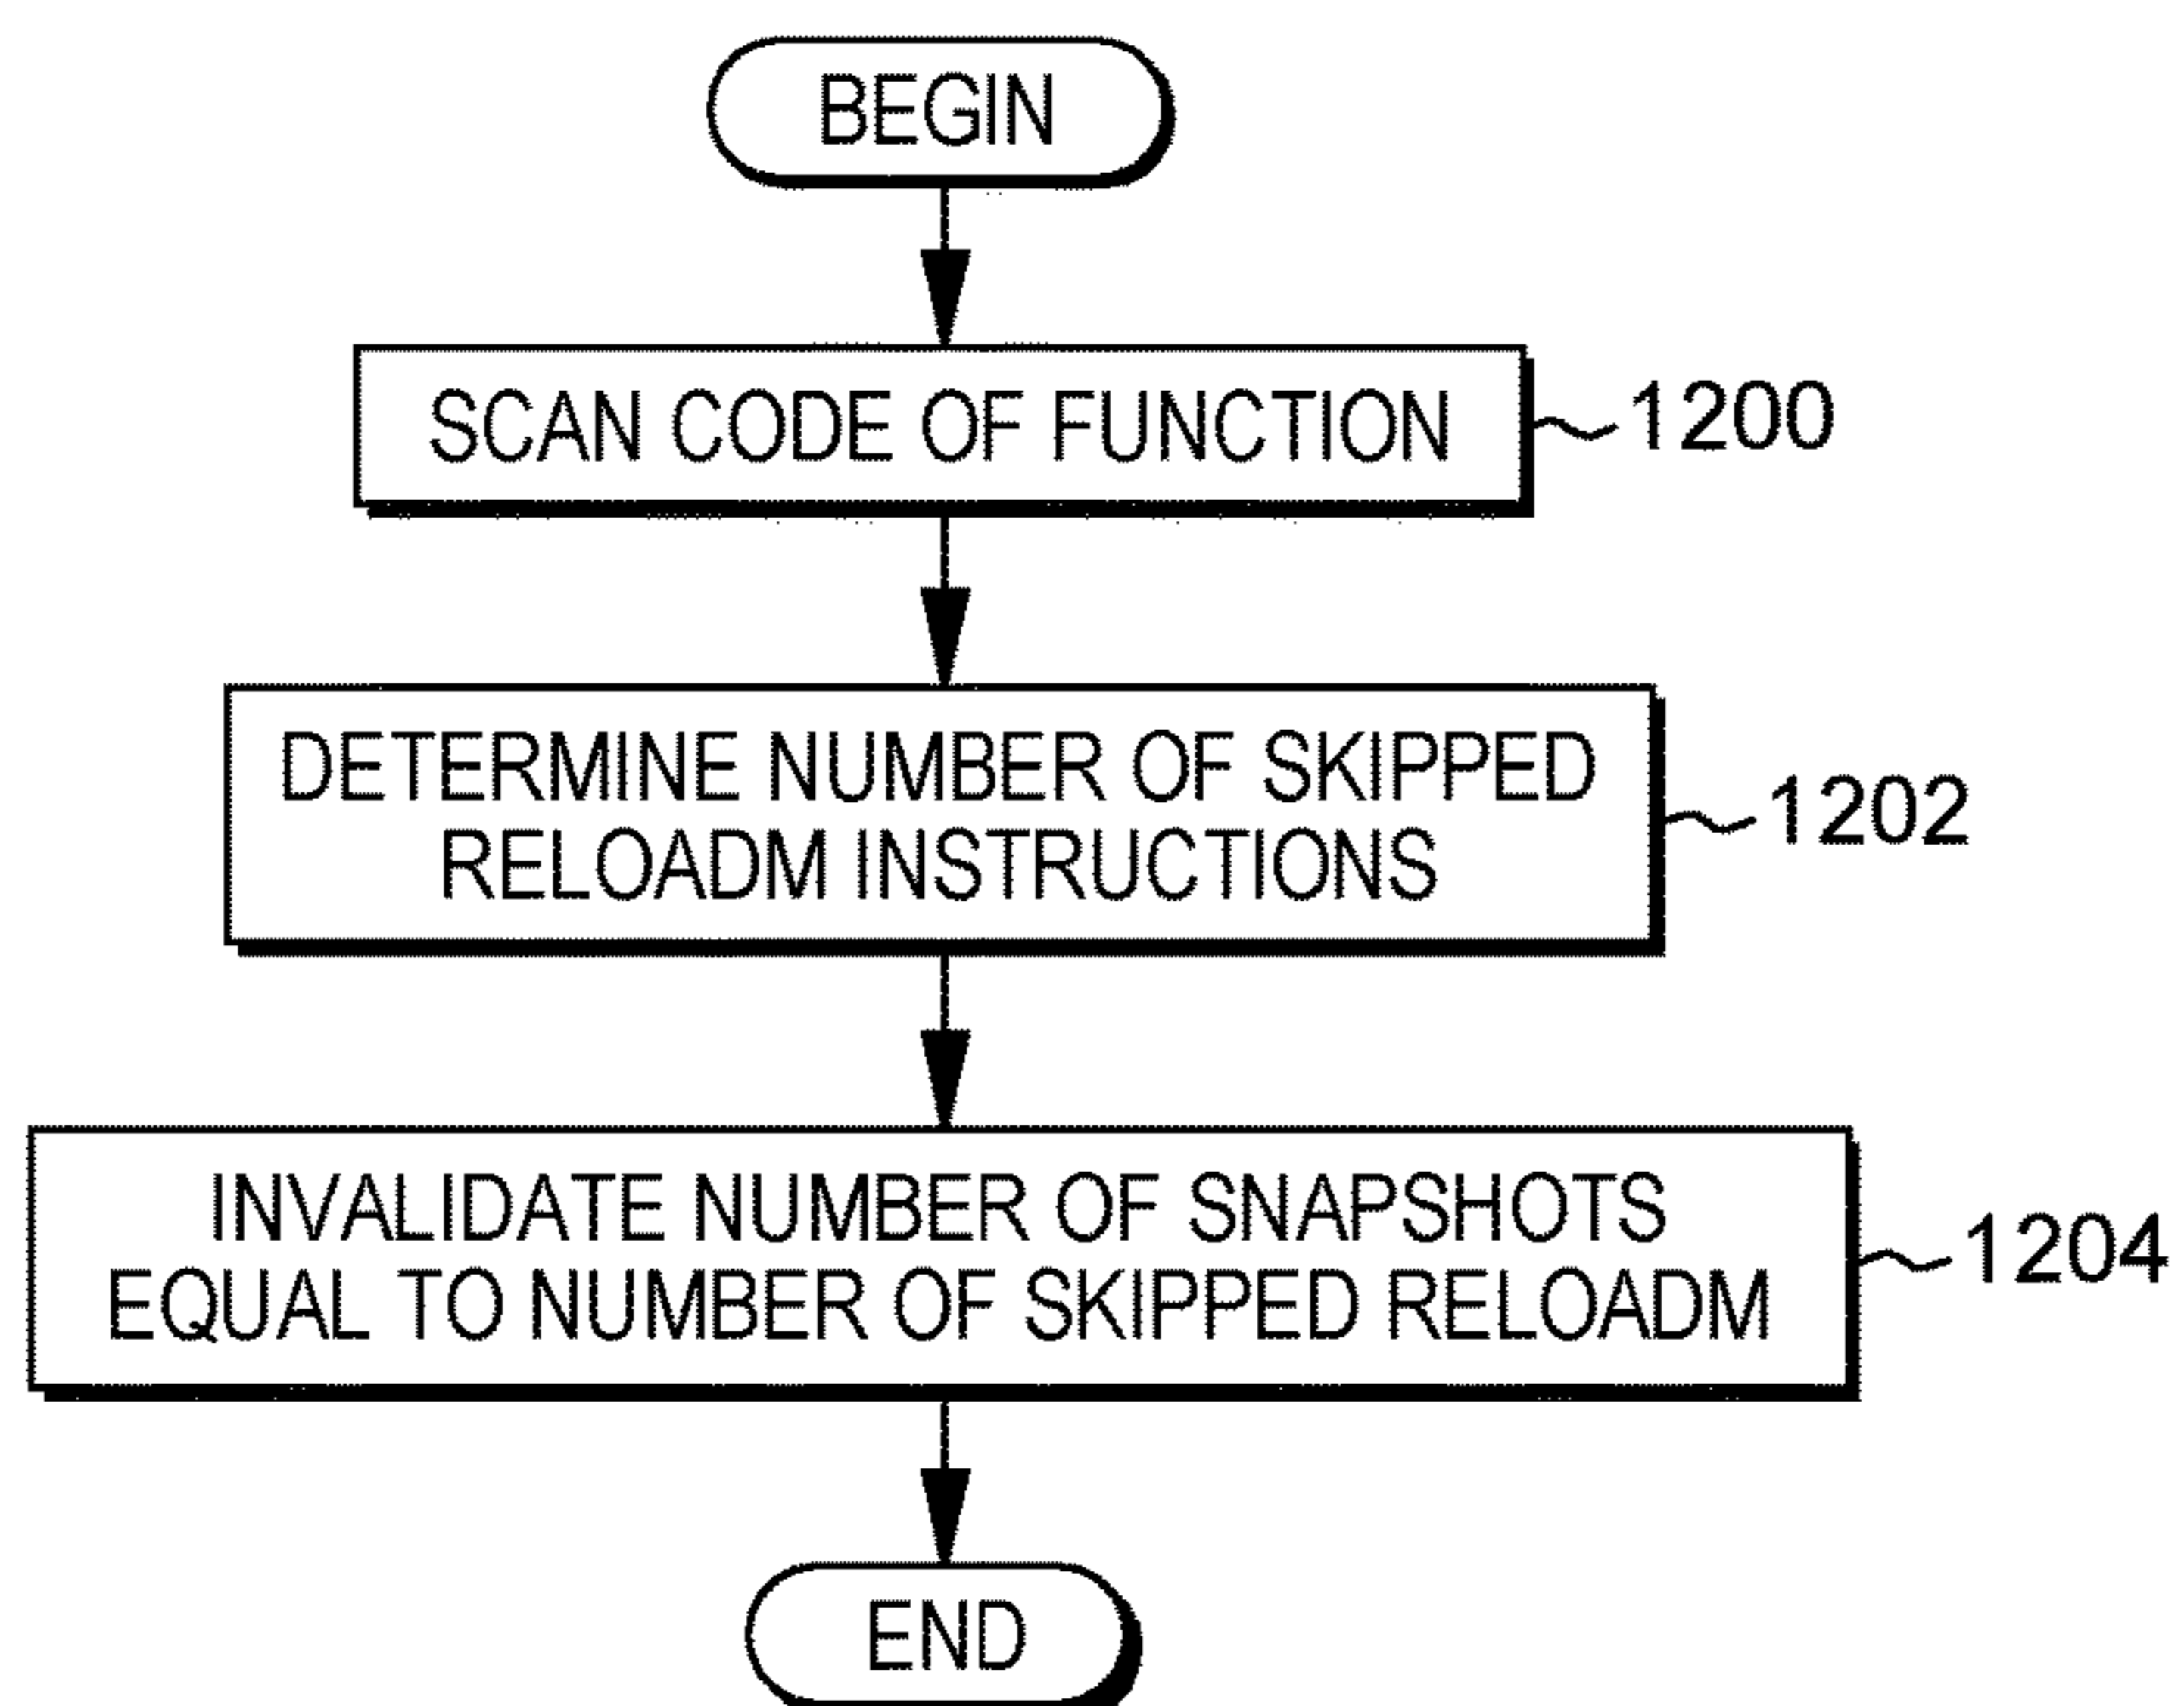 BEGIN
SCAN CODE OF FUNCTION
1200
DETERMINE NUMBER OF SKIPPED
RELOADM INSTRUCTIONS
1202
INVALIDATE NUMBER OF SNAPSHOTS
EQUAL TO NUMBER OF SKIPPED RELOADM
1204
END